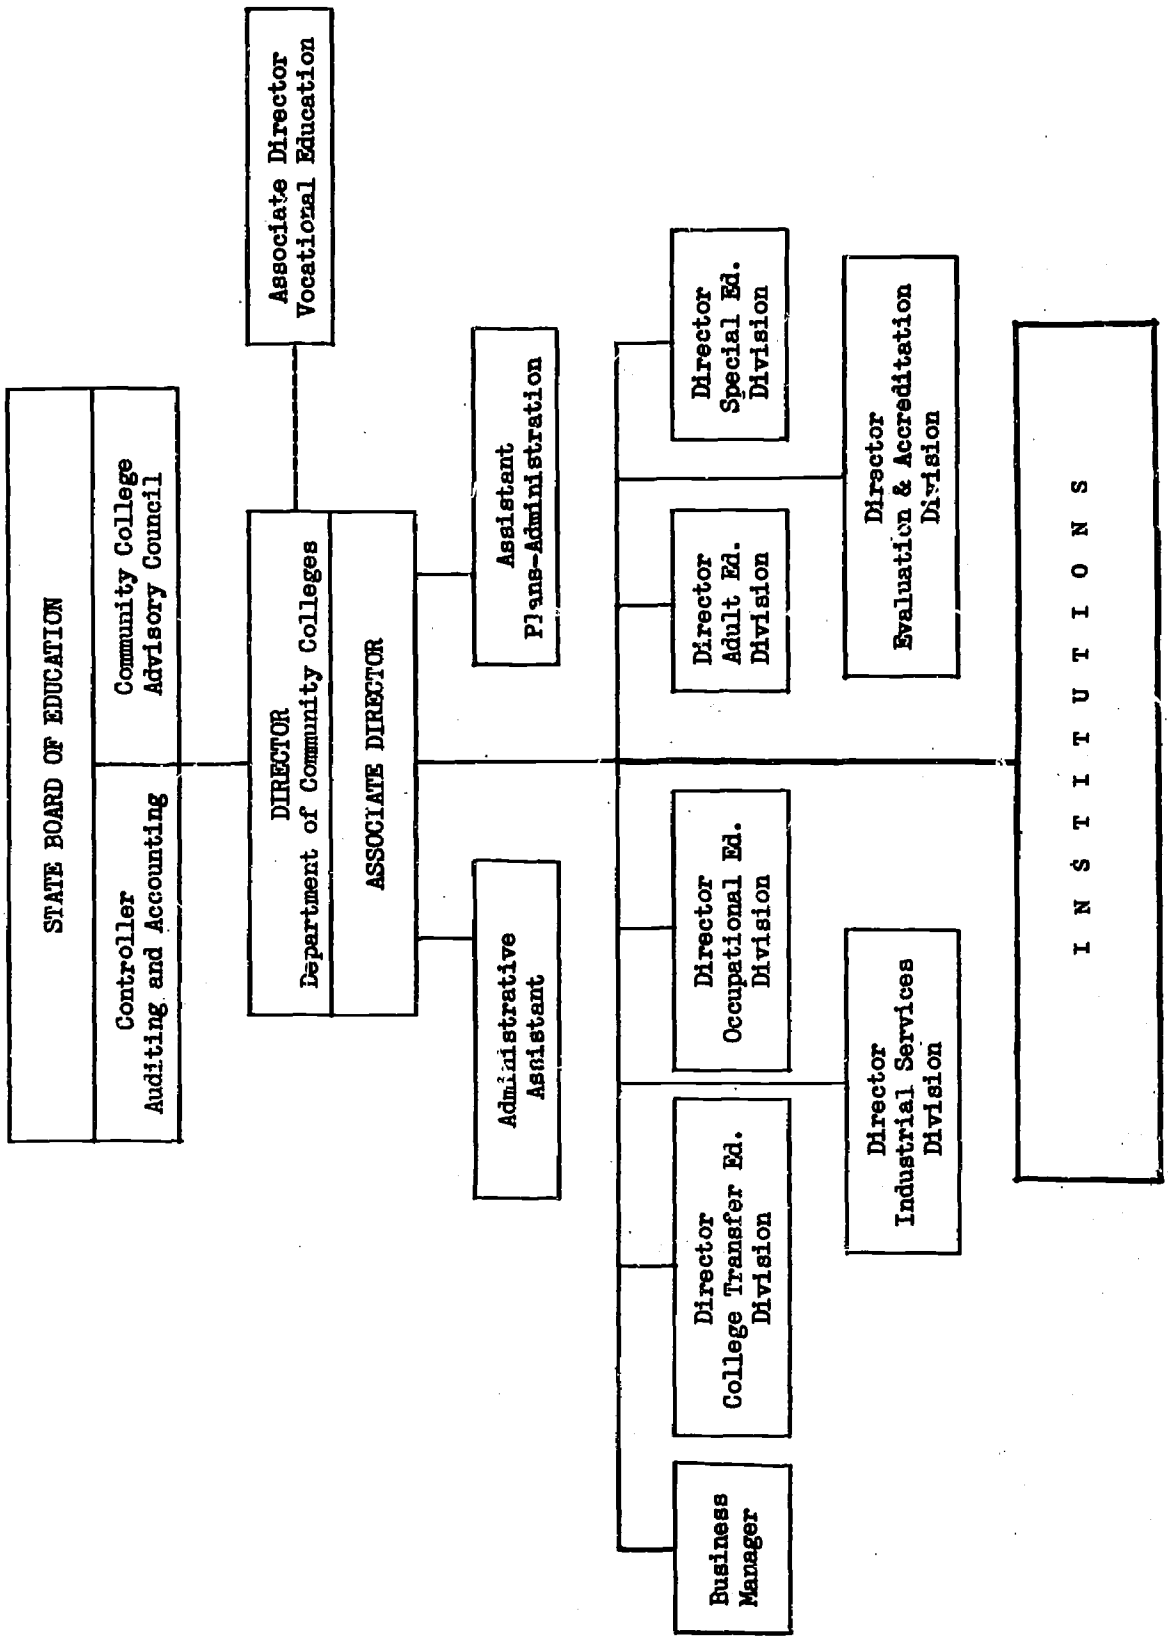 STATE BOARD OF EDUCATION
Controller
Auditing and Accounting
Community College
Advisory Council
DIRECTOR
Department of Community Colleges
ASSOCIATE DIRECTOR
Associate Director
Vocational Education
Administrative
Assistant
Assistant
Plans-Administration
Business
Manager
Director
College Transfer Ed.
Division
Director
Occupational Ed.
Division
Director
Adult Ed.
Division
Director
Special Ed.
Division
Director
Industrial Services
Division
Director
Evaluation & Accreditation
Division
I N S T I T U T I O N S